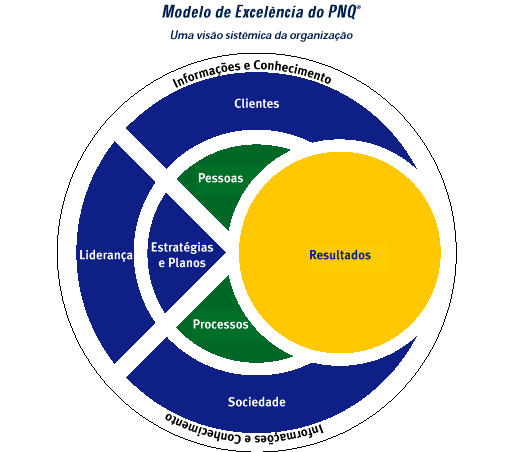 Modelo de Excelência do PNQ®
Uma visão sistêmica da organização
Informações e Conhecimento
Clientes
Pessoas
Liderança
Estratégias
e Planos
Resultados
Processos
Sociedade
Informações e Conhecimento